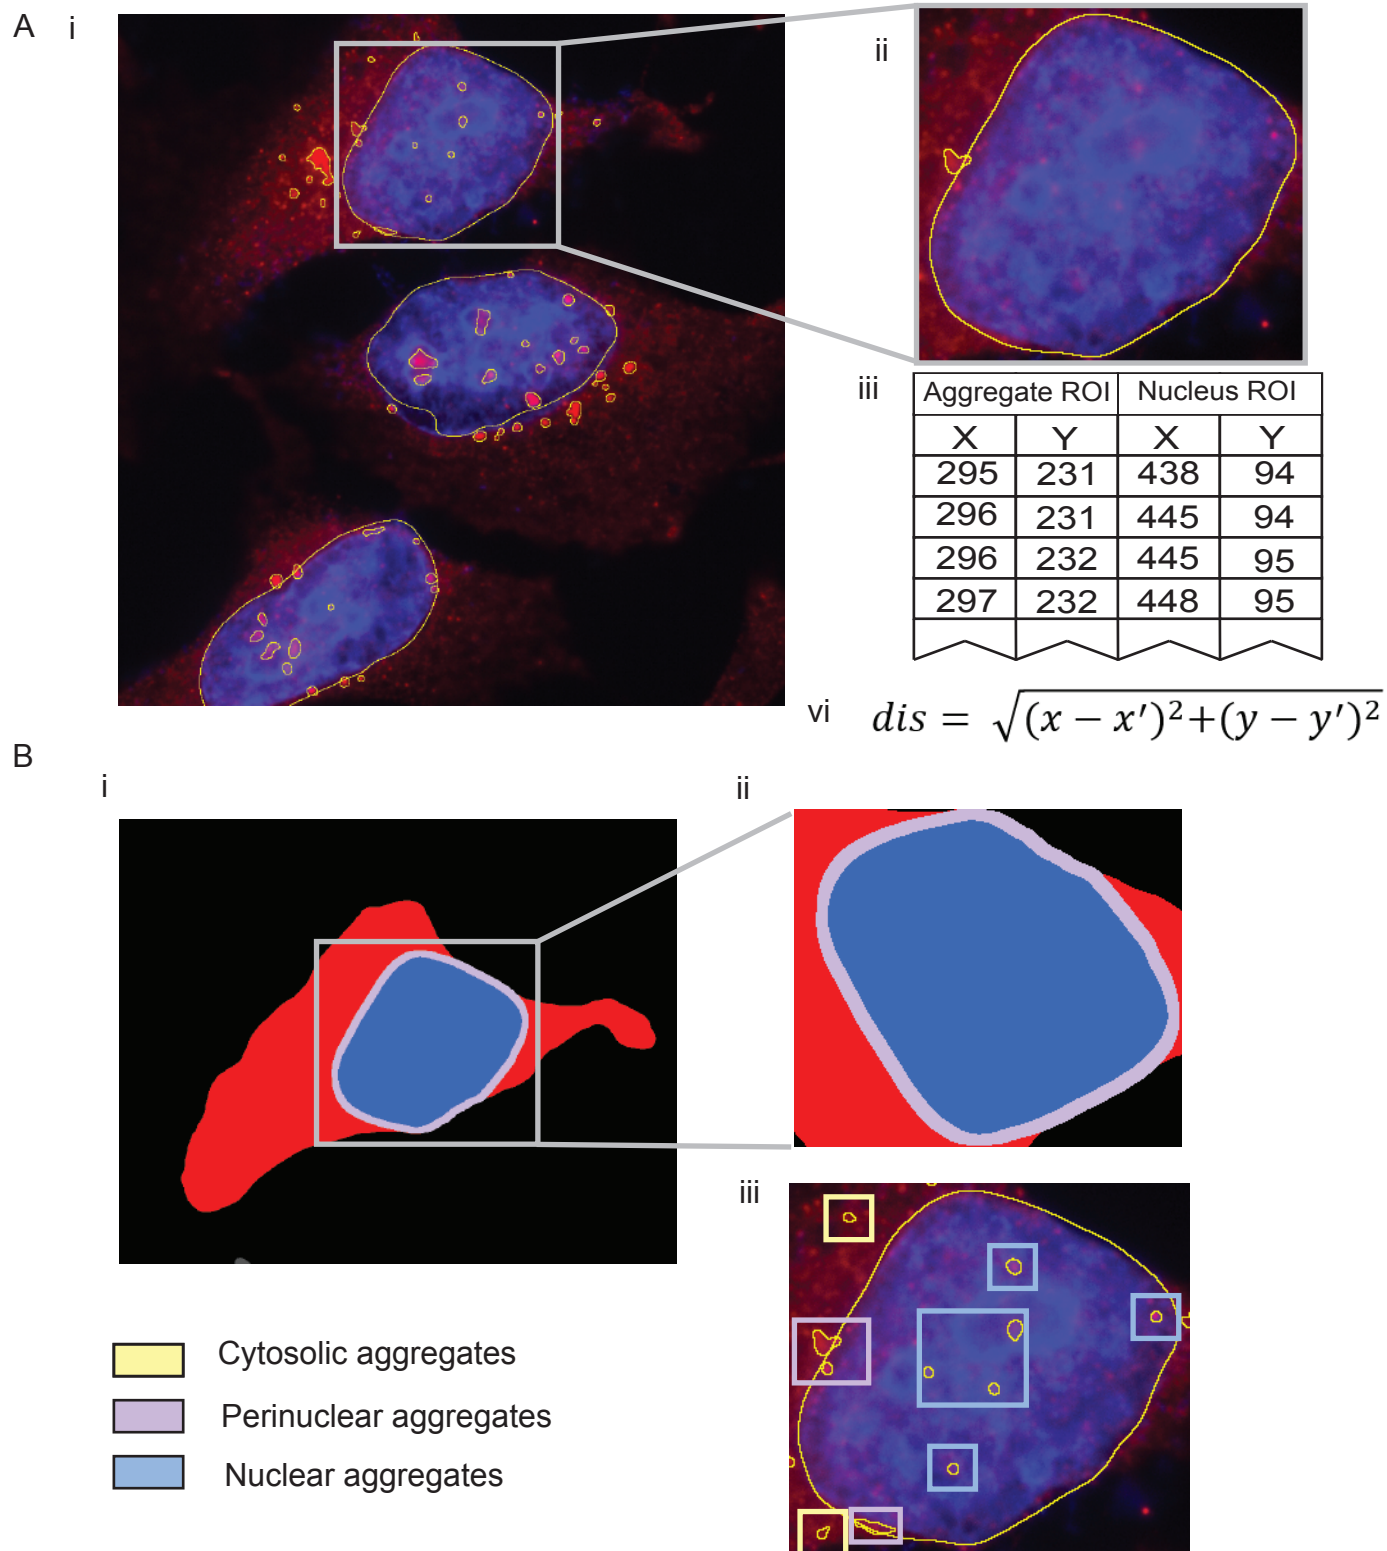 A
i
ii
iii
Aggregate ROI Nucleus ROI
X Y X Y
295 231 438 94
296 231 445 94
296 232 445 95
297 232 448 95
vi
dis = √(x − x′)²+(y − y′)²
B
i
ii
iii
Cytosolic aggregates
Perinuclear aggregates
Nuclear aggregates